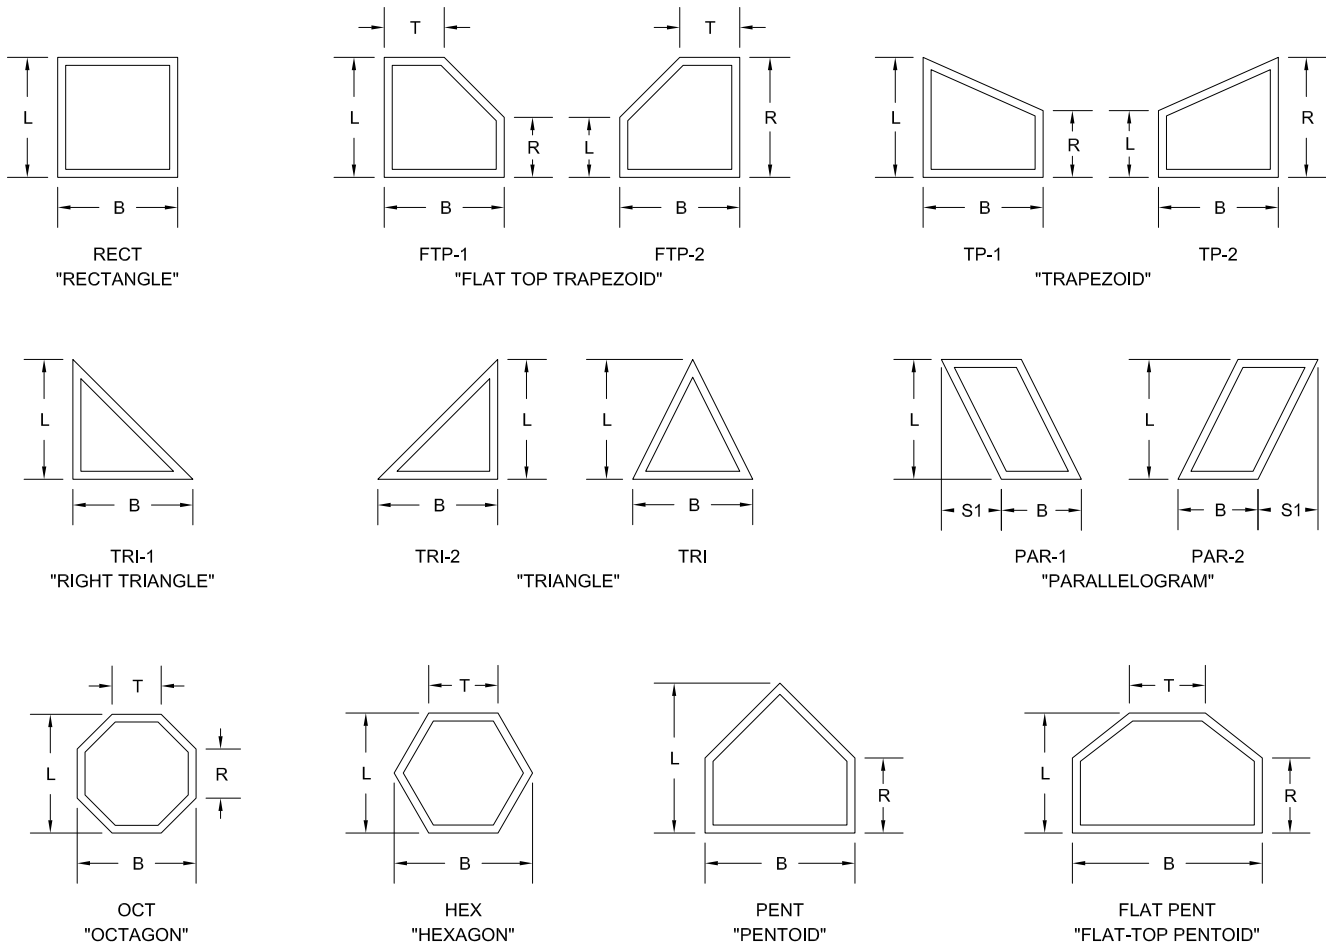 T T
L L R L R L R R L
B B B B B
RECT FTP-1 FTP-2 TP-1 TP-2
"RECTANGLE" "FLAT TOP TRAPEZOID" "TRAPEZOID"
L L L L L
B B B S1 B B S1
TRI-1 TRI-2 TRI PAR-1 PAR-2
"RIGHT TRIANGLE" "TRIANGLE" "PARALLELOGRAM"
T T T
L R L L R L R
B B B B
OCT HEX PENT FLAT PENT
"OCTAGON" "HEXAGON" "PENTOID" "FLAT-TOP PENTOID"